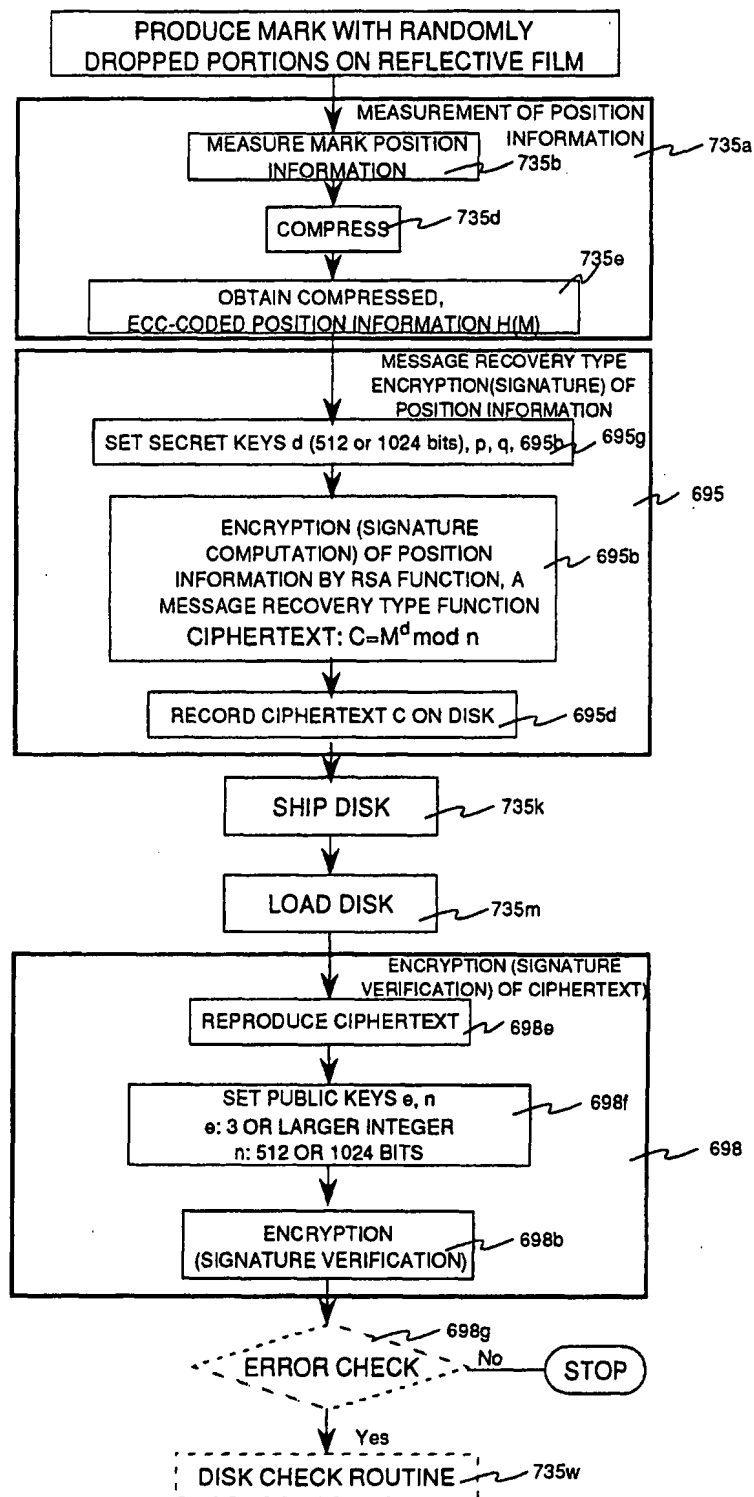 PRODUCE MARK WITH RANDOMLY
DROPPED PORTIONS ON REFLECTIVE FILM
MEASUREMENT OF POSITION
INFORMATION
735a
MEASURE MARK POSITION
INFORMATION
735b
COMPRESS
735d
735e
OBTAIN COMPRESSED,
ECC-CODED POSITION INFORMATION H(M)
MESSAGE RECOVERY TYPE
ENCRYPTION(SIGNATURE) OF
POSITION INFORMATION
SET SECRET KEYS d (512 or 1024 bits), p, q, 695b
695g
695
ENCRYPTION (SIGNATURE
COMPUTATION) OF POSITION
INFORMATION BY RSA FUNCTION, A
MESSAGE RECOVERY TYPE FUNCTION
CIPHERTEXT: C=M^d mod n
695b
RECORD CIPHERTEXT C ON DISK
695d
SHIP DISK
735k
LOAD DISK
735m
ENCRYPTION (SIGNATURE
VERIFICATION) OF CIPHERTEXT)
REPRODUCE CIPHERTEXT
698e
SET PUBLIC KEYS e, n
e: 3 OR LARGER INTEGER
n: 512 OR 1024 BITS
698f
698
ENCRYPTION
(SIGNATURE VERIFICATION)
698b
698g
ERROR CHECK
No
STOP
Yes
DISK CHECK ROUTINE
735w